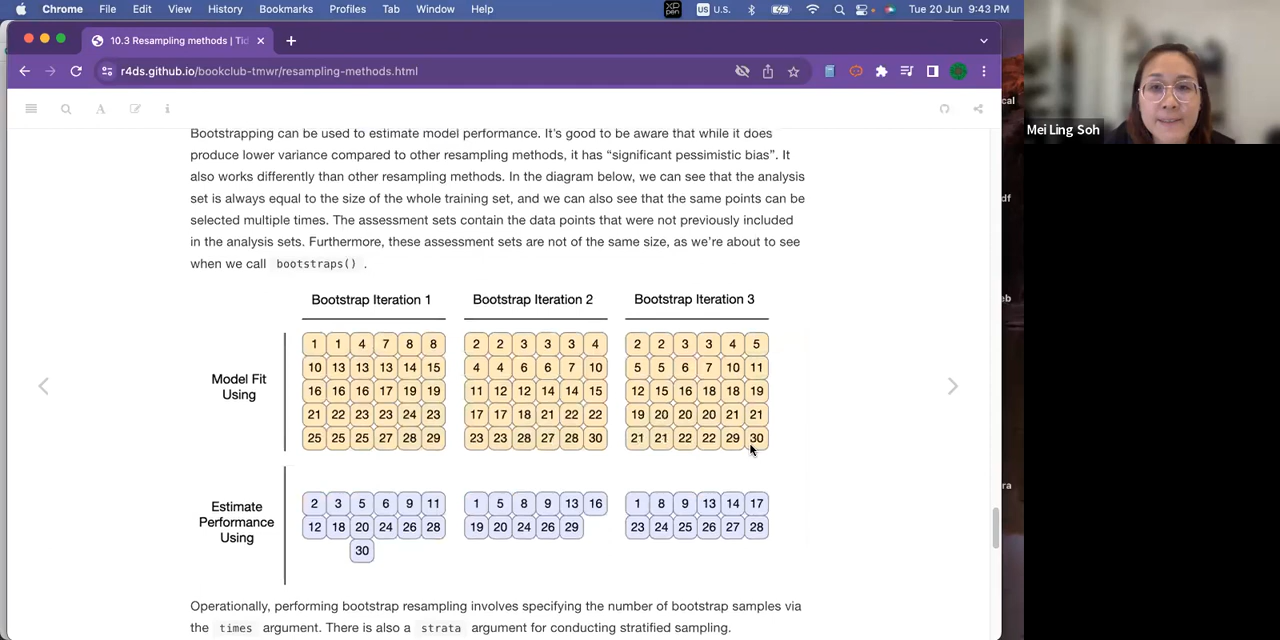 Chrome File Edit View History Bookmarks Profiles Tab Window Help
XP PEN US U.S. Tue 20 Jun 9:43 PM
10.3 Resampling methods | Tid
r4ds.github.io/bookclub-tmwr/resampling-methods.html
A i
Bootstrapping can be used to estimate model performance. It's good to be aware that while it does
produce lower variance compared to other resampling methods, it has “significant pessimistic bias”. It
also works differently than other resampling methods. In the diagram below, we can see that the analysis
set is always equal to the size of the whole training set, and we can also see that the same points can be
selected multiple times. The assessment sets contain the data points that were not previously included
in the analysis sets. Furthermore, these assessment sets are not of the same size, as we're about to see
when we call bootstraps() .
Bootstrap Iteration 1 Bootstrap Iteration 2 Bootstrap Iteration 3
Model Fit
Using
1 1 4 7 8 8 2 2 3 3 3 4 2 2 3 3 4 5
10 13 13 13 14 15 4 4 6 6 7 10 5 5 6 7 10 11
16 16 16 17 19 19 11 12 12 14 14 15 12 15 16 18 18 19
21 22 23 23 24 23 17 17 18 21 22 22 19 20 20 20 21 21
25 25 25 27 28 29 23 23 28 27 28 30 21 21 22 22 29 30
Estimate
Performance
Using
2 3 5 6 9 11 1 5 8 9 13 16 1 8 9 13 14 17
12 18 20 24 26 28 19 20 24 26 29 23 24 25 26 27 28
30
Operationally, performing bootstrap resampling involves specifying the number of bootstrap samples via
the times argument. There is also a strata argument for conducting stratified sampling.
Mei Ling Soh
cal
df
eb
ra